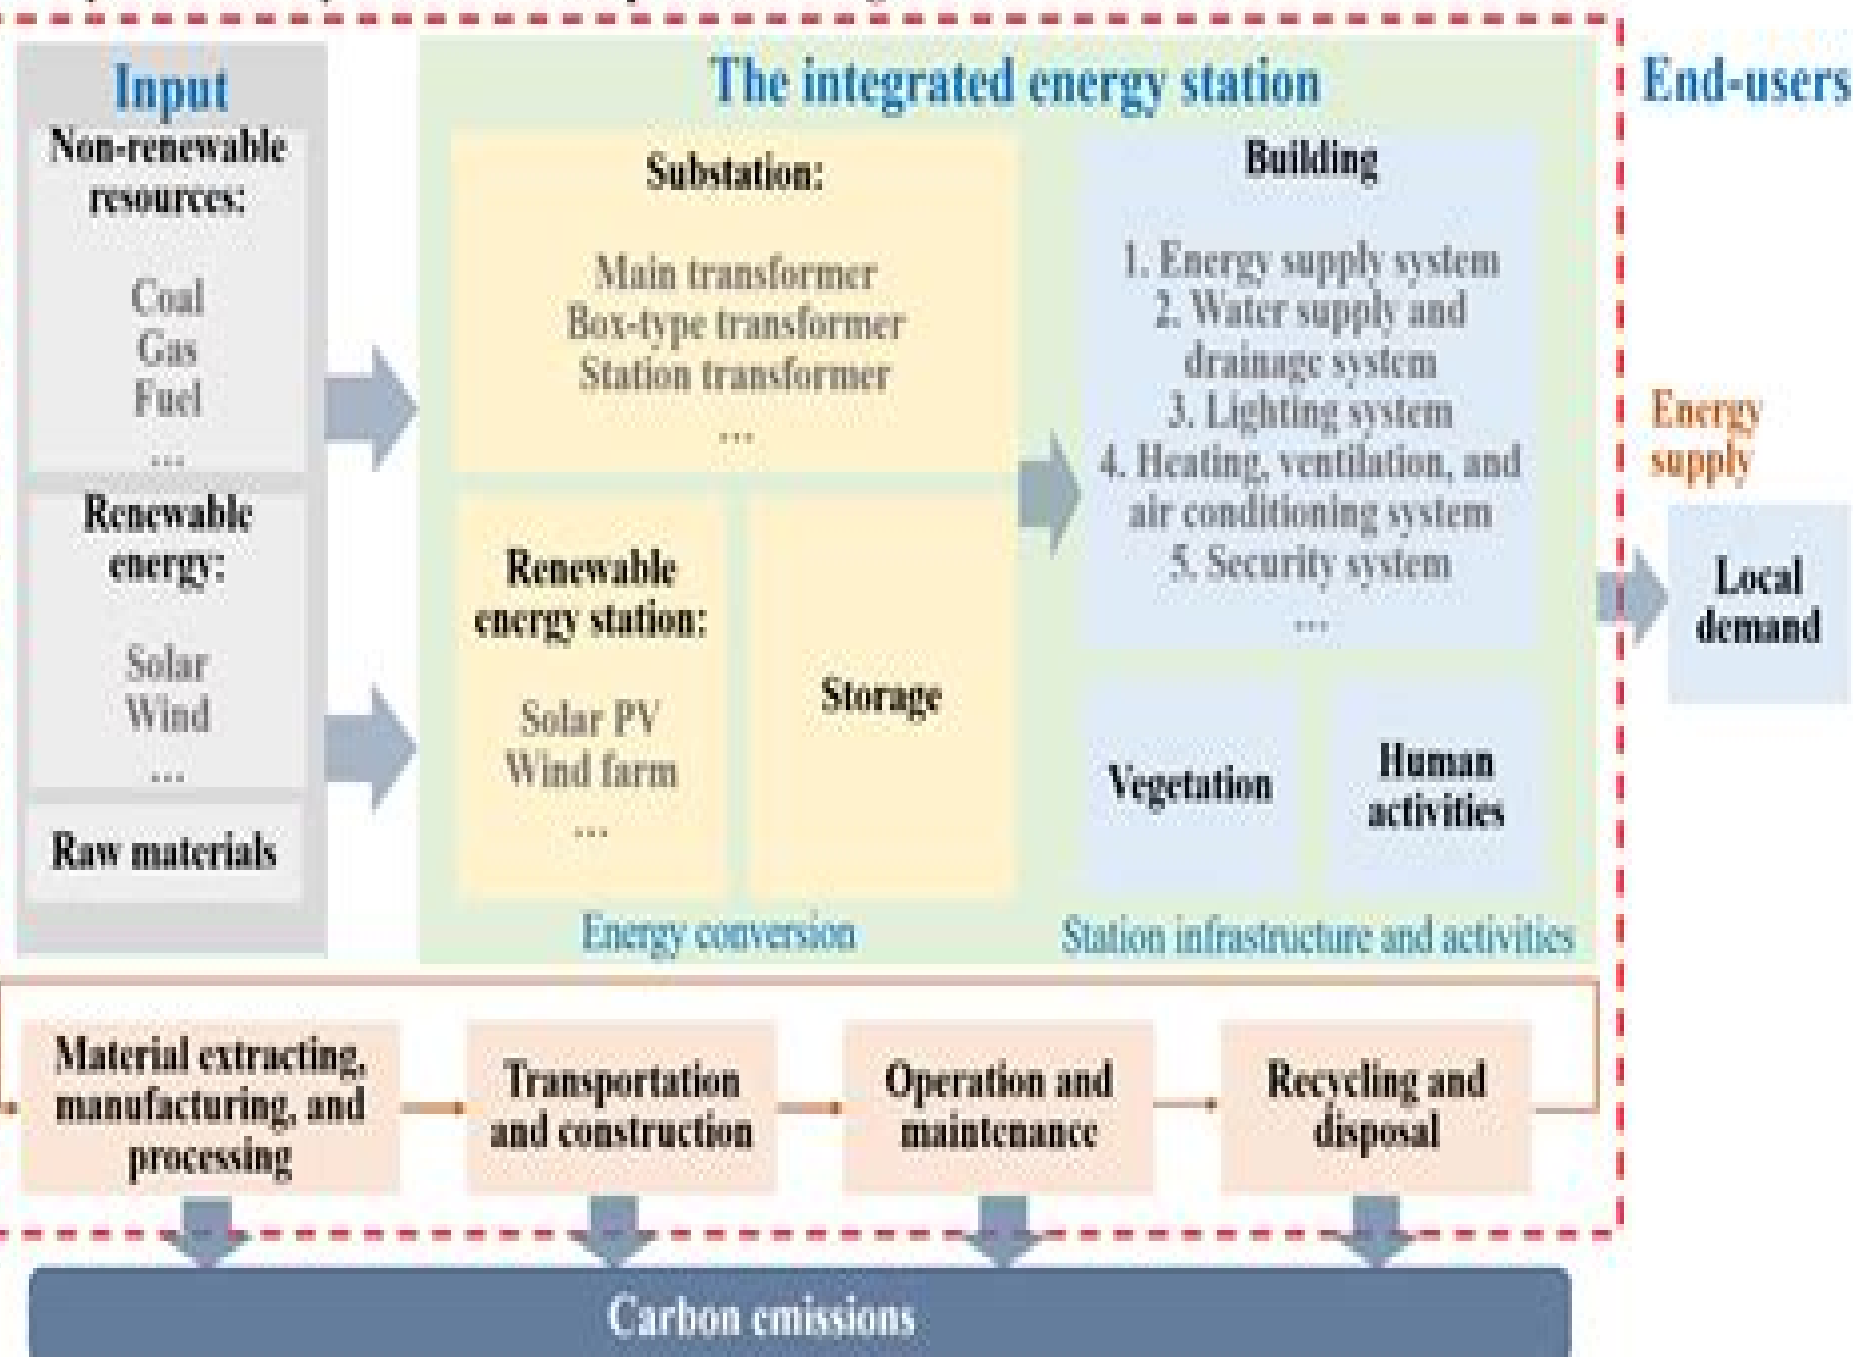 Input
Non-renewable
resources:
Coal
Gas
Fuel
...
Renewable
energy:
Solar
Wind
...
Raw materials
The integrated energy station
Substation:
Main transformer
Box-type transformer
Station transformer
...
Renewable
energy station:
Solar PV
Wind farm
...
Storage
Energy conversion
Building
1. Energy supply system
2. Water supply and
drainage system
3. Lighting system
4. Heating, ventilation, and
air conditioning system
5. Security system
...
Vegetation
Human
activities
Station infrastructure and activities
End-users
Energy
supply
Local
demand
Material extracting,
manufacturing, and
processing
Transportation
and construction
Operation and
maintenance
Recycling and
disposal
Carbon emissions